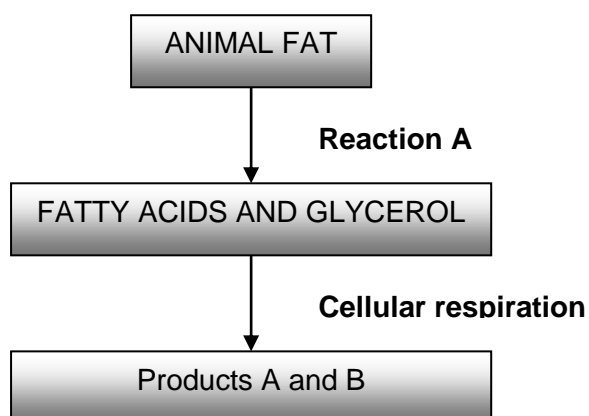 ANIMAL FAT
Reaction A
FATTY ACIDS AND GLYCEROL
Cellular respiration
Products A and B